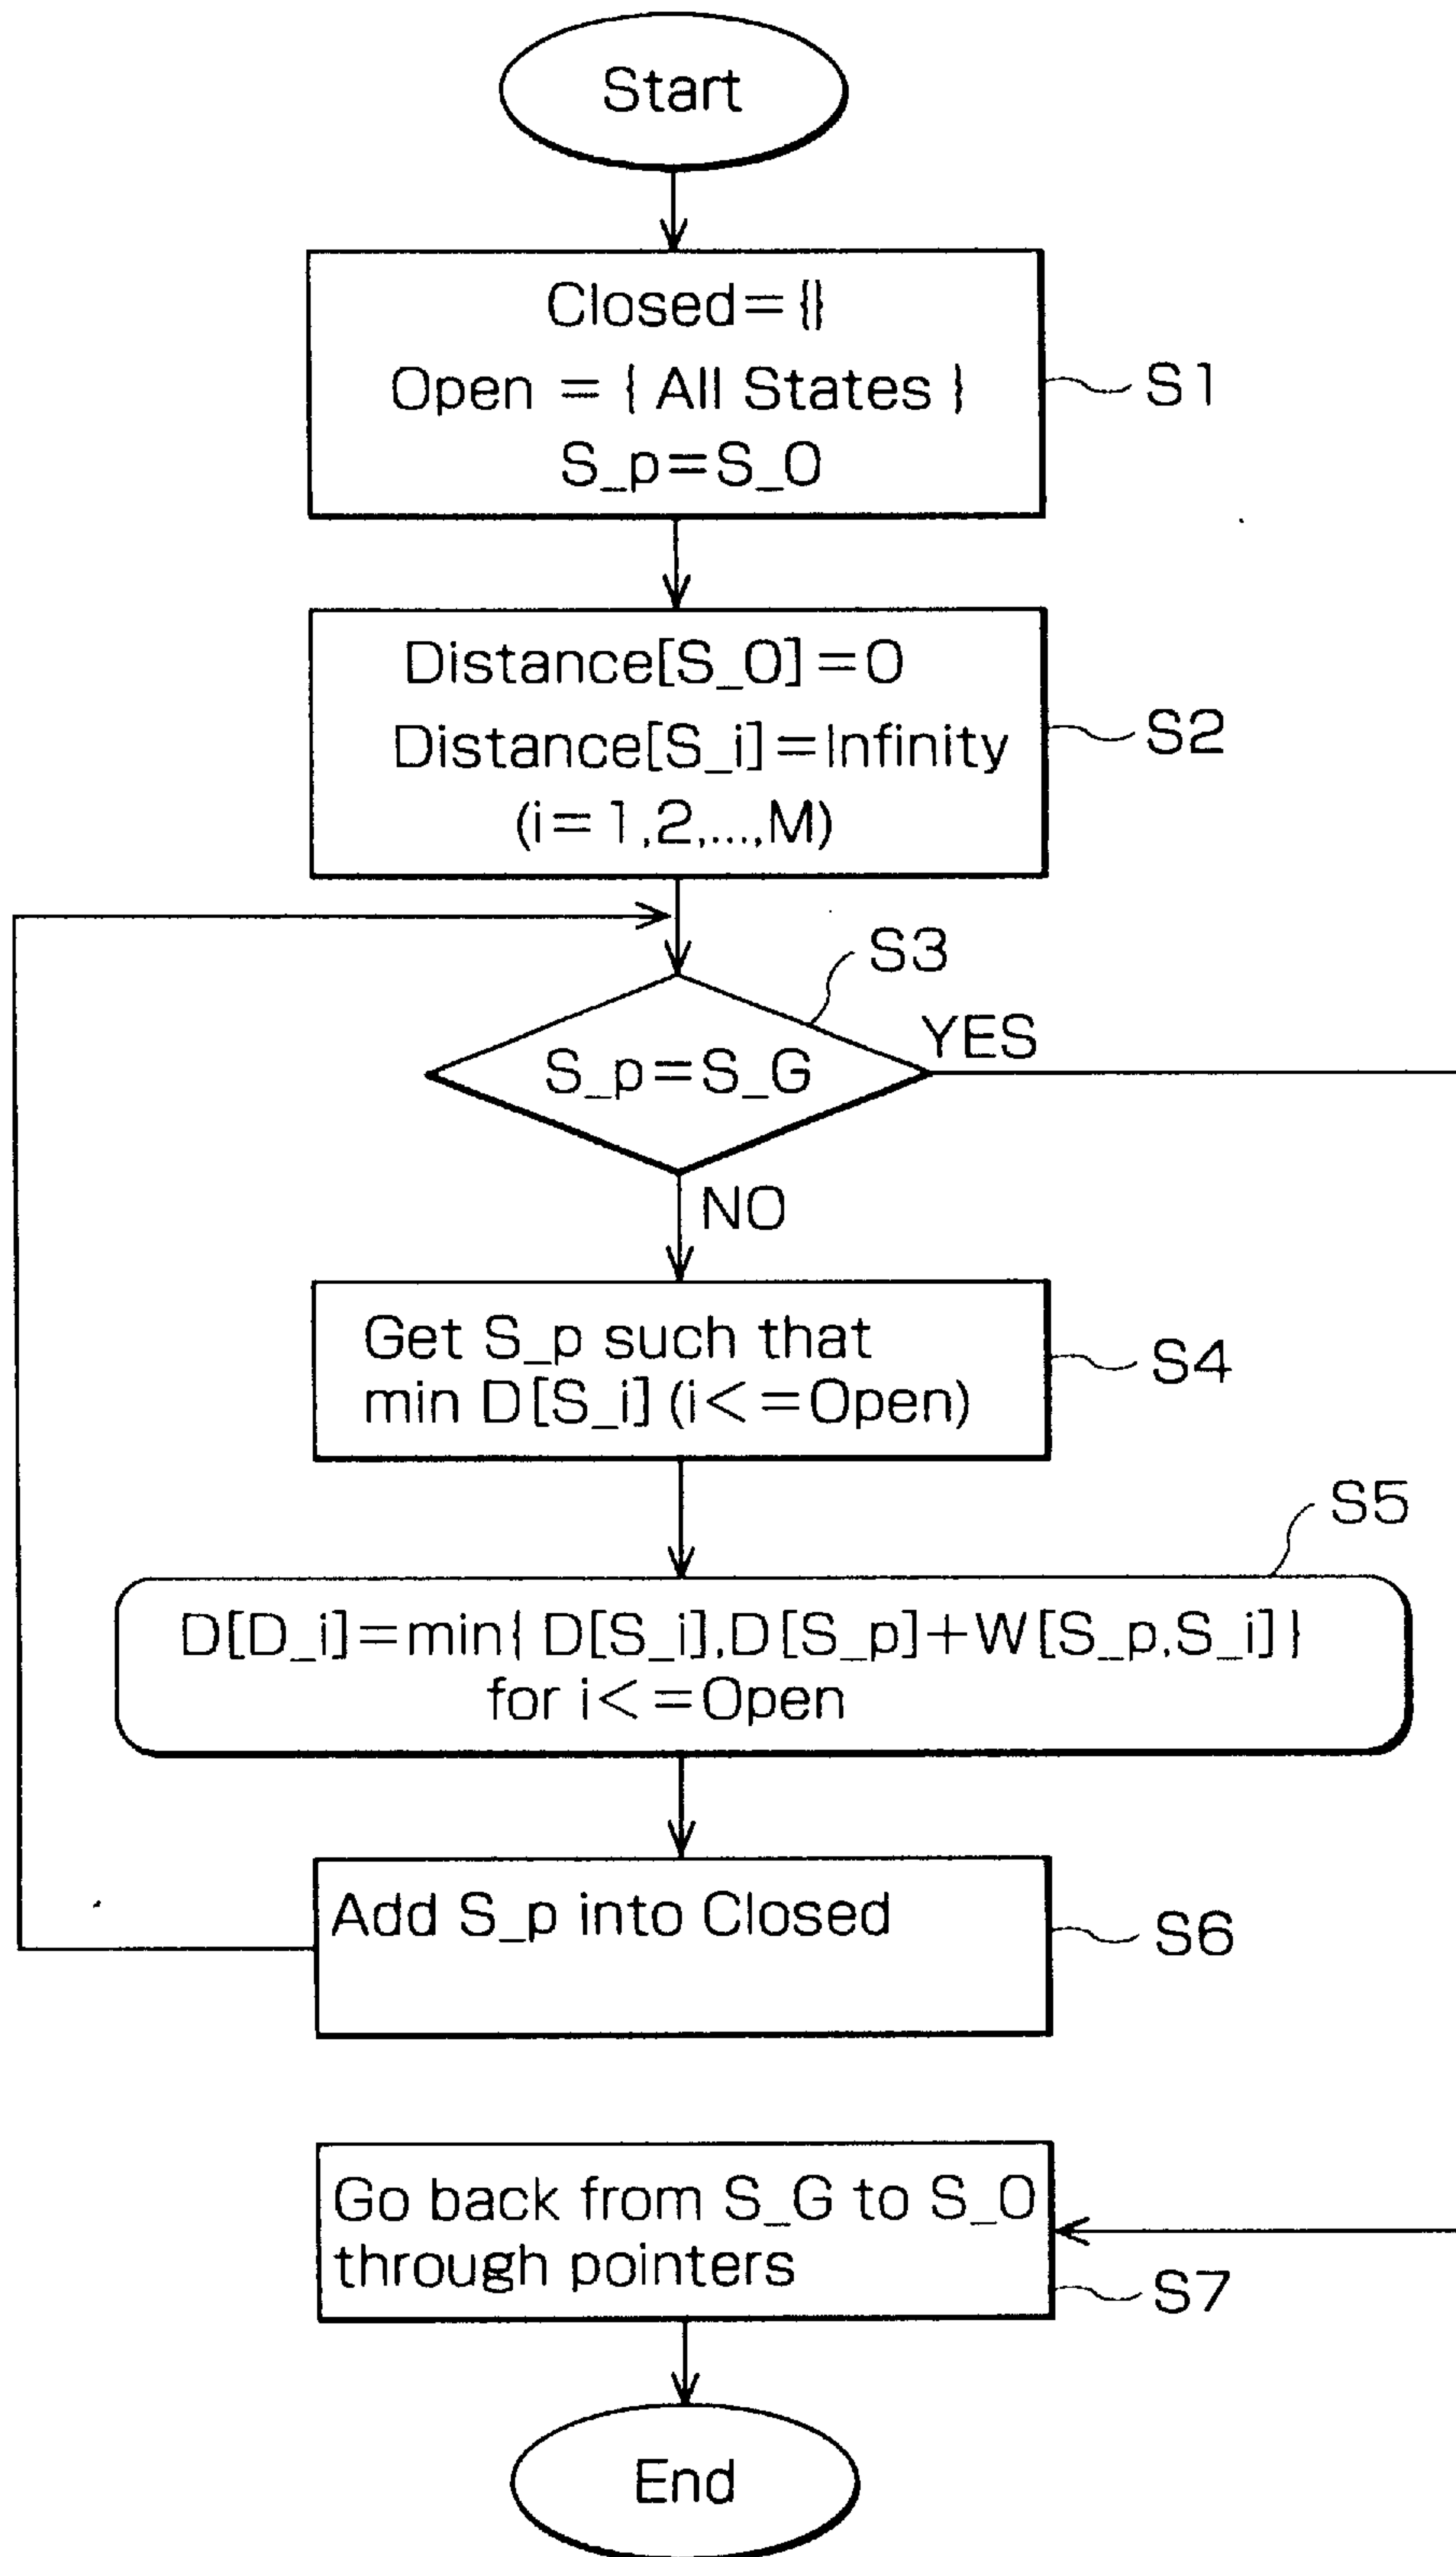 Start
Closed={}
Open = { All States }
S_p=S_0
S1
Distance[S_0]=0
Distance[S_i]=Infinity
(i=1,2,...,M)
S2
S3
S_p=S_G
YES
NO
Get S_p such that
min D[S_i] (i<=Open)
S4
S5
D[D_i]=min{ D[S_i],D[S_p]+W[S_p,S_i] }
for i<=Open
Add S_p into Closed
S6
Go back from S_G to S_0
through pointers
S7
End